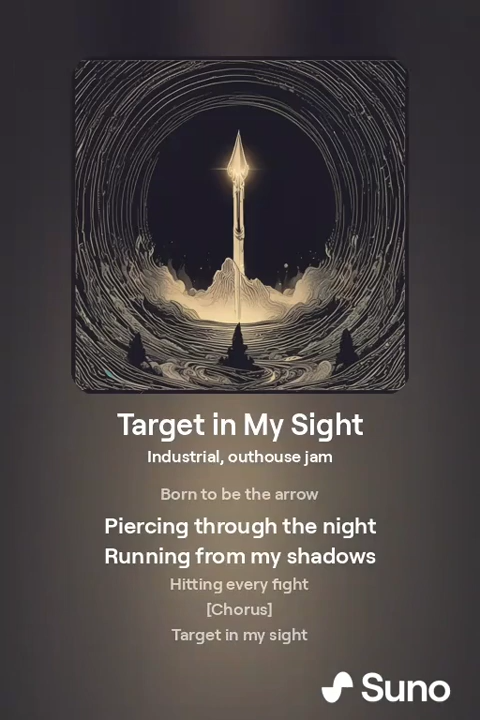 Target in My Sight
Industrial, outhouse jam
Born to be the arrow
Piercing through the night
Running from my shadows
Hitting every fight
[Chorus]
Target in my sight
Suno